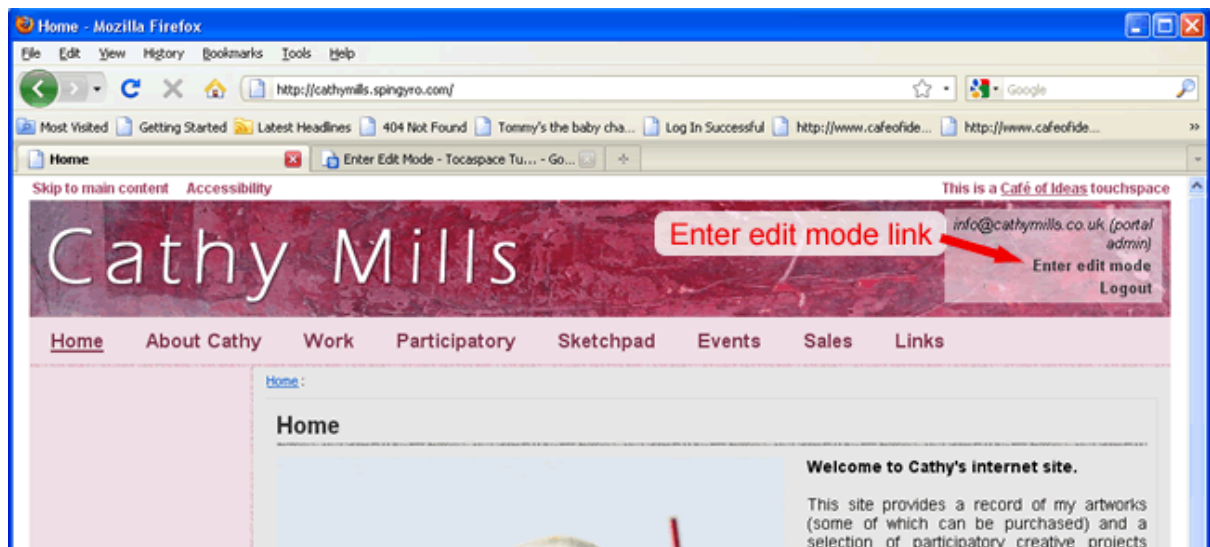 Home - Mozilla Firefox
File Edit View History Bookmarks Tools Help
http://cathymills.spingyro.com/
Google
Most Visited Getting Started Latest Headlines 404 Not Found Tommy's the baby cha... Log In Successful http://www.cafeofide... http://www.cafeofide... »
Home Enter Edit Mode - Tocaspace Tu... - Go...
Skip to main content Accessibility This is a Café of Ideas touchspace
Cathy Mills
Enter edit mode link
info@cathymills.co.uk (portal
admin)
Enter edit mode
Logout
Home About Cathy Work Participatory Sketchpad Events Sales Links
Home :
Home
Welcome to Cathy's internet site.
This site provides a record of my artworks
(some of which can be purchased) and a
selection of participatory creative projects